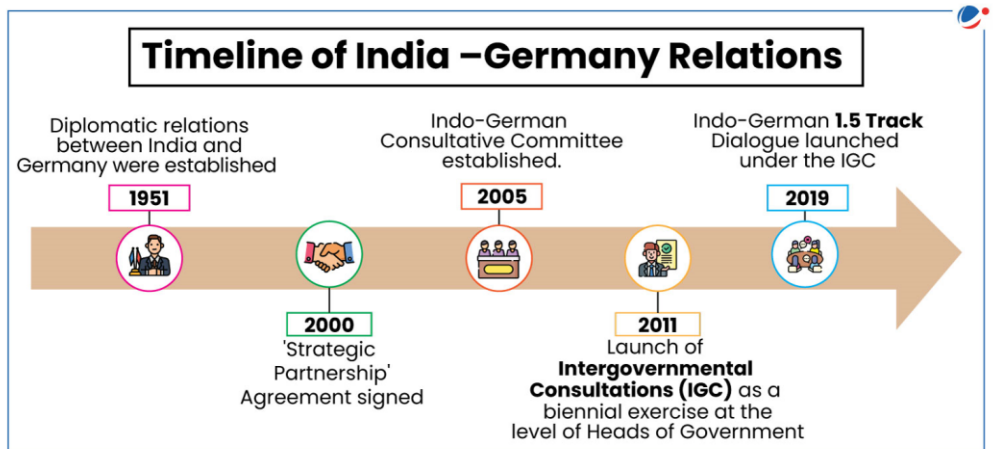 Timeline of India –Germany Relations
Diplomatic relations
between India and
Germany were established
1951
2000
'Strategic
Partnership'
Agreement signed
Indo-German
Consultative Committee
established.
2005
2011
Launch of
Intergovernmental
Consultations (IGC) as a
biennial exercise at the
level of Heads of Government
Indo-German 1.5 Track
Dialogue launched
under the IGC
2019